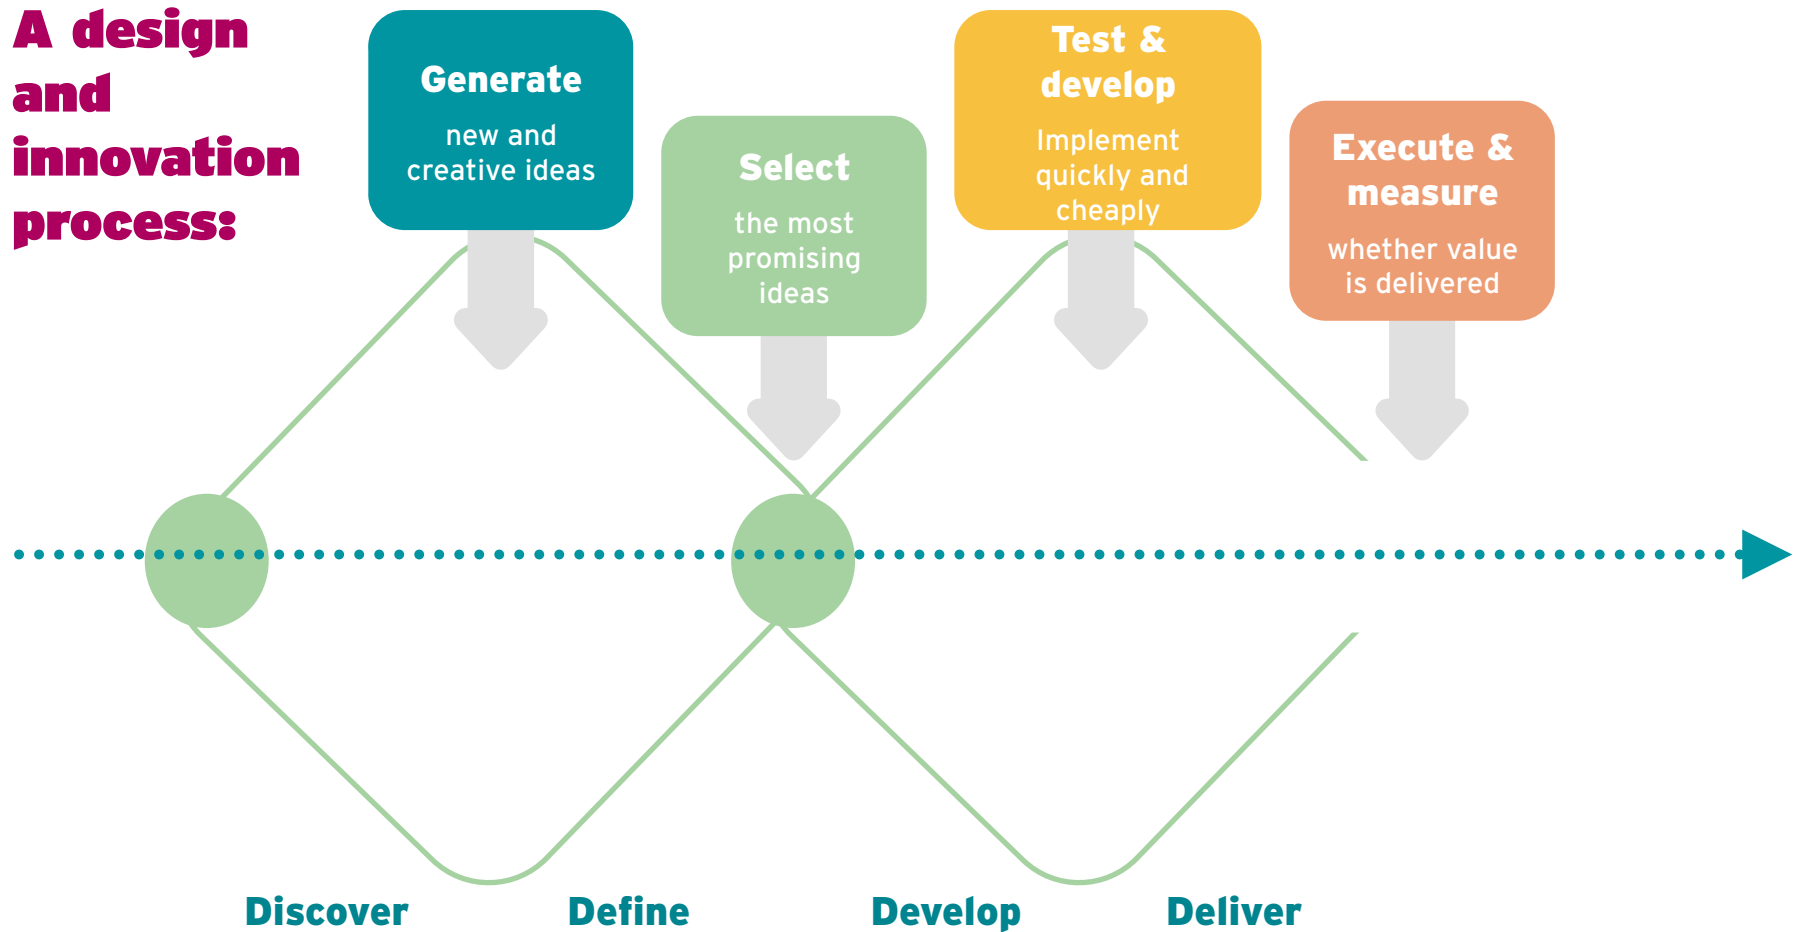 A design
and
innovation
process:
Generate
new and
creative ideas
Select
the most
promising
ideas
Test &
develop
Implement
quickly and
cheaply
Execute &
measure
whether value
is delivered
Discover
Define
Develop
Deliver